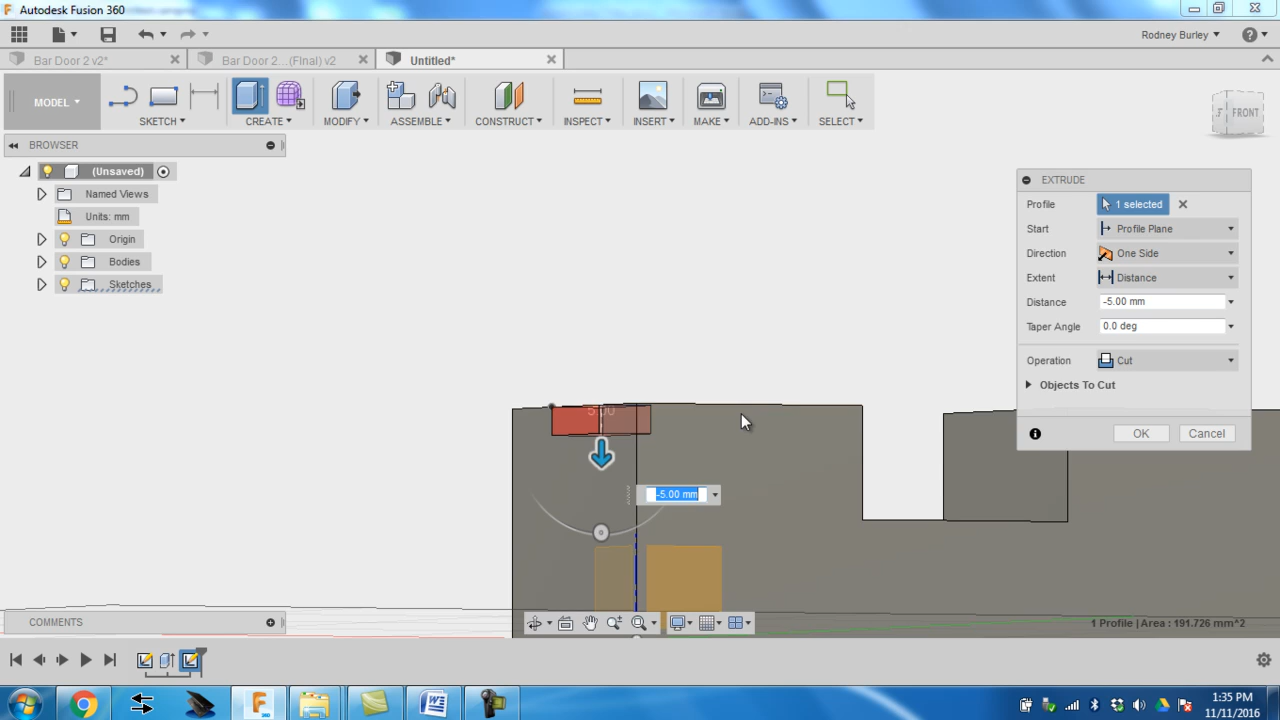 Autodesk Fusion 360
Rodney Burley
Bar Door 2 v2*
Bar Door 2...(FInal) v2
Untitled*
MODEL
SKETCH
CREATE
MODIFY
ASSEMBLE
CONSTRUCT
INSPECT
INSERT
MAKE
ADD-INS
SELECT
FRONT
BROWSER
(Unsaved)
Named Views
Units: mm
Origin
Bodies
Sketches
EXTRUDE
Profile 1 selected
Start Profile Plane
Direction One Side
Extent Distance
Distance -5.00 mm
Taper Angle 0.0 deg
Operation Cut
Objects To Cut
OK Cancel
5.00
-5.00 mm
COMMENTS
1 Profile | Area : 191.726 mm^2
1:35 PM
11/11/2016